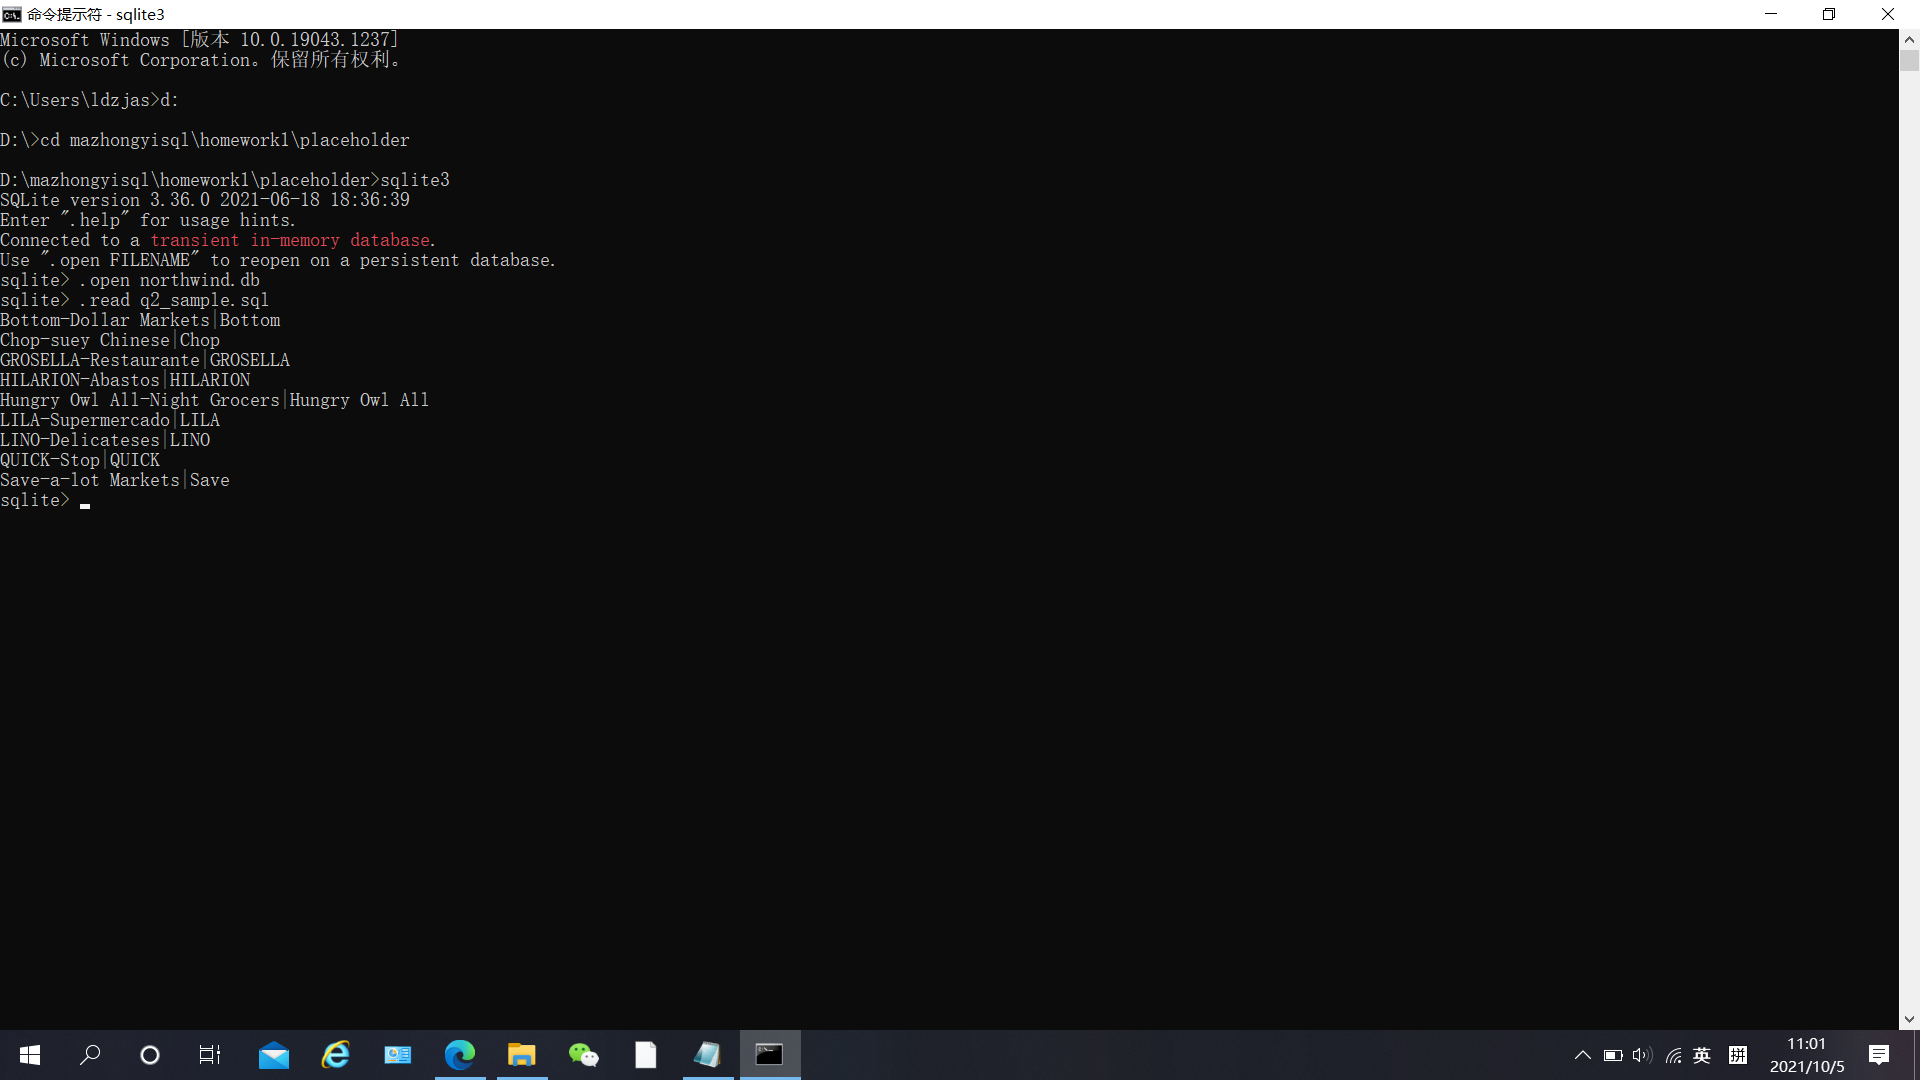 命令提示符 - sqlite3
Microsoft Windows [版本 10.0.19043.1237]
(c) Microsoft Corporation。保留所有权利。
C:\Users\ldzjas>d:
D:\>cd mazhongyisql\homework1\placeholder
D:\mazhongyisql\homework1\placeholder>sqlite3
SQLite version 3.36.0 2021-06-18 18:36:39
Enter ".help" for usage hints.
Connected to a transient in-memory database.
Use ".open FILENAME" to reopen on a persistent database.
sqlite> .open northwind.db
sqlite> .read q2_sample.sql
Bottom-Dollar Markets|Bottom
Chop-suey Chinese|Chop
GROSELLA-Restaurante|GROSELLA
HILARION-Abastos|HILARION
Hungry Owl All-Night Grocers|Hungry Owl All
LILA-Supermercado|LILA
LINO-Delicateses|LINO
QUICK-Stop|QUICK
Save-a-lot Markets|Save
sqlite>
英
拼
11:01
2021/10/5